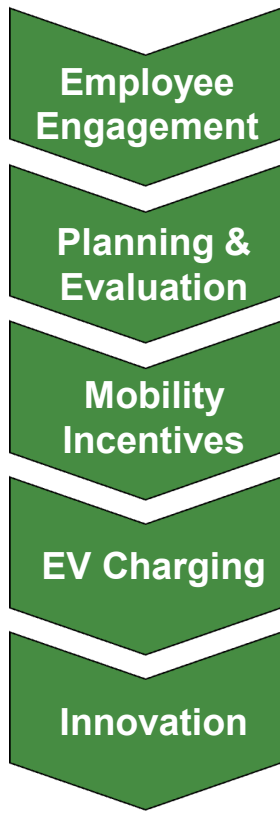 Employee
Engagement
Planning &
Evaluation
Mobility
Incentives
EV Charging
Innovation